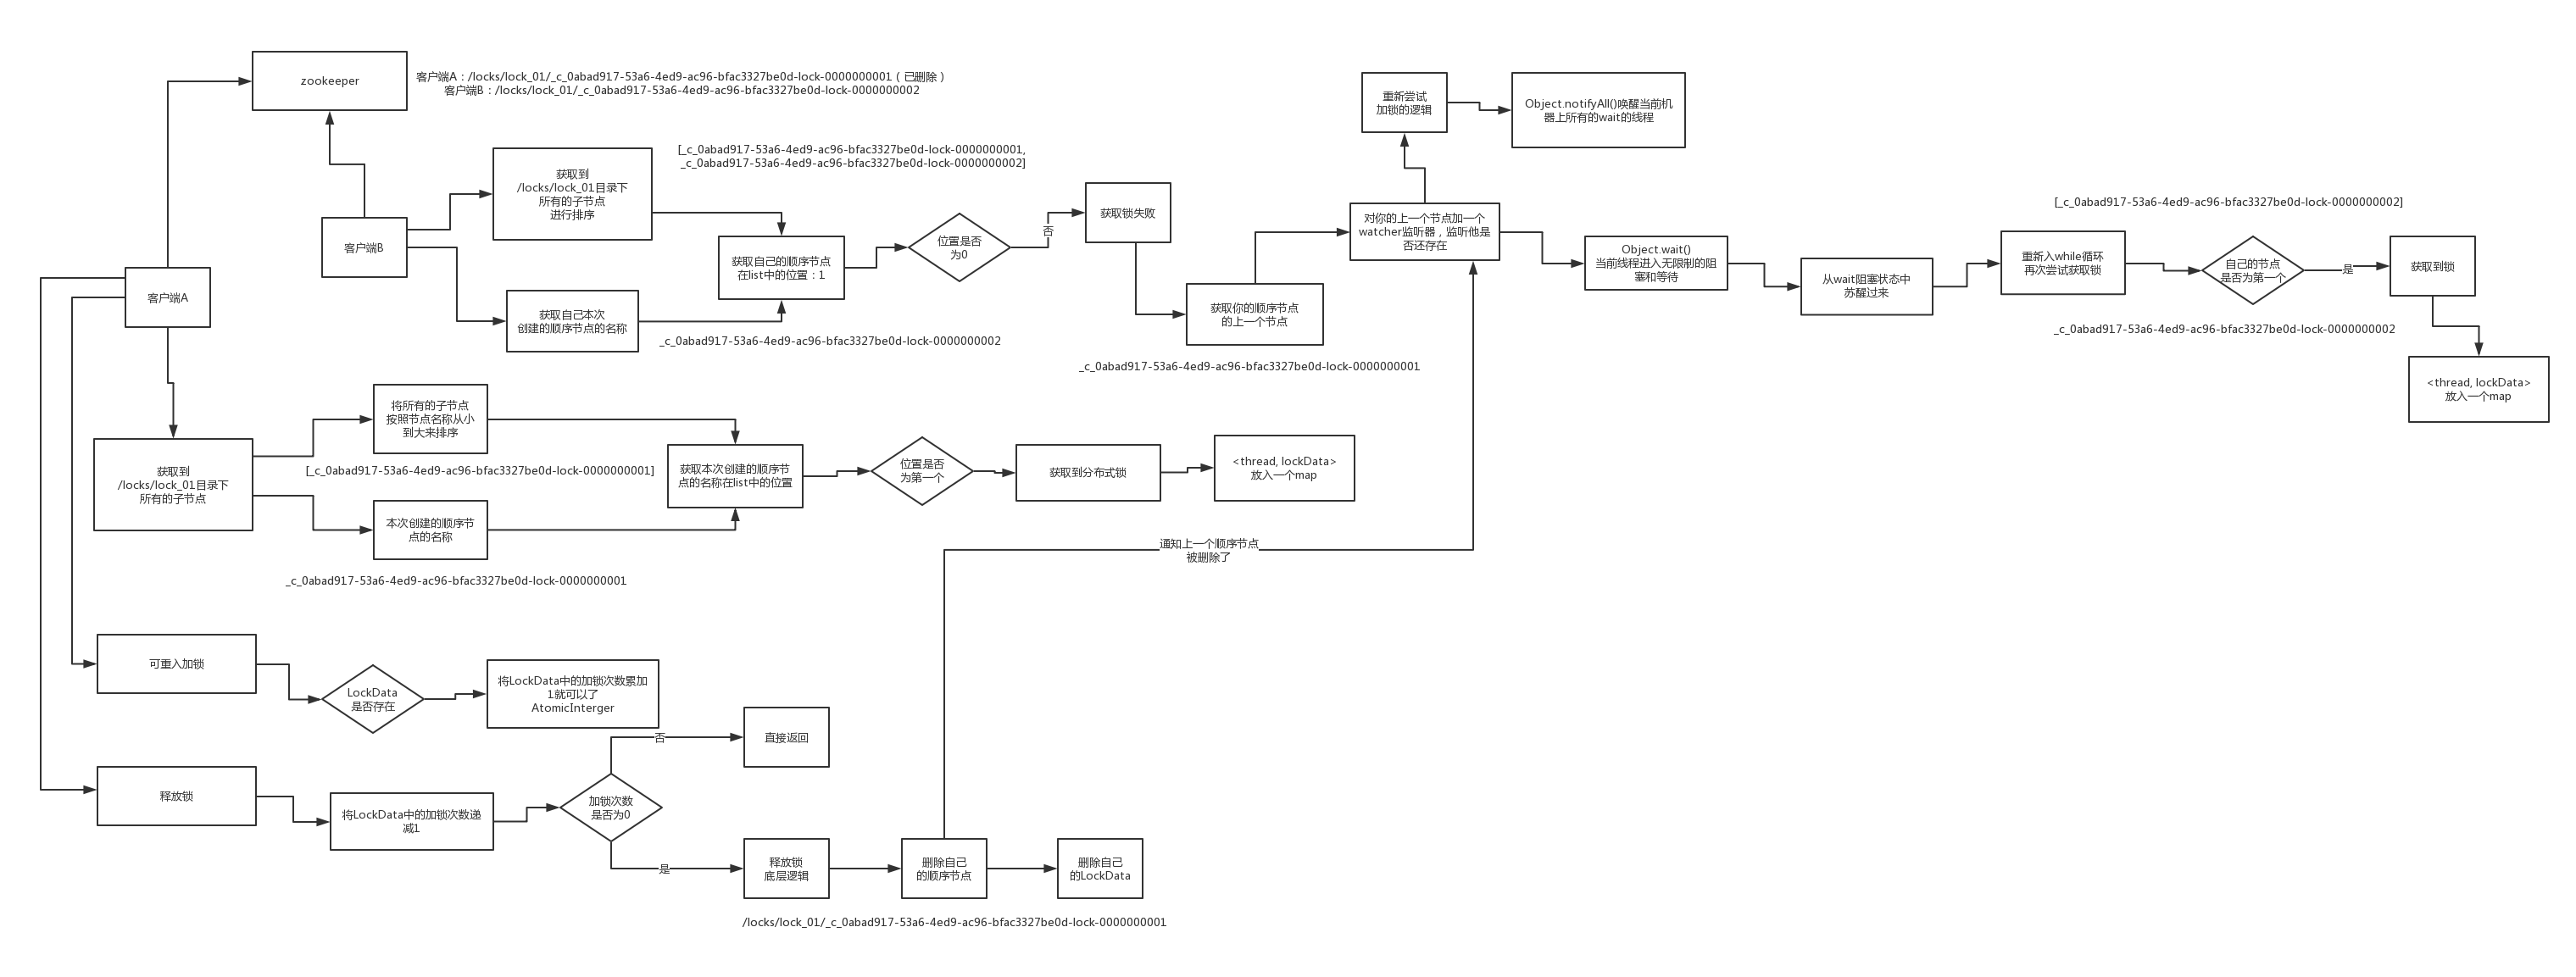 zookeeper
客户端A：/locks/lock_01/_c_0abad917-53a6-4ed9-ac96-bfac3327be0d-lock-0000000001（已删除）
客户端B：/locks/lock_01/_c_0abad917-53a6-4ed9-ac96-bfac3327be0d-lock-0000000002
重新尝试
加锁的逻辑
Object.notifyAll()唤醒当前机
器上所有的wait的线程
获取到
/locks/lock_01目录下
所有的子节点
进行排序
[_c_0abad917-53a6-4ed9-ac96-bfac3327be0d-lock-0000000001,
_c_0abad917-53a6-4ed9-ac96-bfac3327be0d-lock-0000000002]
客户端B
获取自己的顺序节点
在list中的位置：1
位置是否
为0
否
获取锁失败
对你的上一个节点加一个
watcher监听器，监听他是
否还存在
Object.wait()
当前线程进入无限制的阻
塞和等待
从wait阻塞状态中
苏醒过来
[_c_0abad917-53a6-4ed9-ac96-bfac3327be0d-lock-0000000002]
重新入while循环
再次尝试获取锁
自己的节点
是否为第一个
是
获取到锁
_c_0abad917-53a6-4ed9-ac96-bfac3327be0d-lock-0000000002
<thread, lockData>
放入一个map
客户端A
获取自己本次
创建的顺序节点的名称
_c_0abad917-53a6-4ed9-ac96-bfac3327be0d-lock-0000000002
获取你的顺序节点
的上一个节点
_c_0abad917-53a6-4ed9-ac96-bfac3327be0d-lock-0000000001
将所有的子节点
按照节点名称从小
到大来排序
获取到
/locks/lock_01目录下
所有的子节点
[_c_0abad917-53a6-4ed9-ac96-bfac3327be0d-lock-0000000001]
获取本次创建的顺序节
点的名称在list中的位置
位置是否
为第一个
获取到分布式锁
<thread, lockData>
放入一个map
本次创建的顺序节
点的名称
_c_0abad917-53a6-4ed9-ac96-bfac3327be0d-lock-0000000001
通知上一个顺序节点
被删除了
可重入加锁
LockData
是否存在
将LockData中的加锁次数累加
1就可以了
AtomicInterger
否
直接返回
释放锁
将LockData中的加锁次数递
减1
加锁次数
是否为0
是
释放锁
底层逻辑
删除自己
的顺序节点
删除自己
的LockData
/locks/lock_01/_c_0abad917-53a6-4ed9-ac96-bfac3327be0d-lock-0000000001